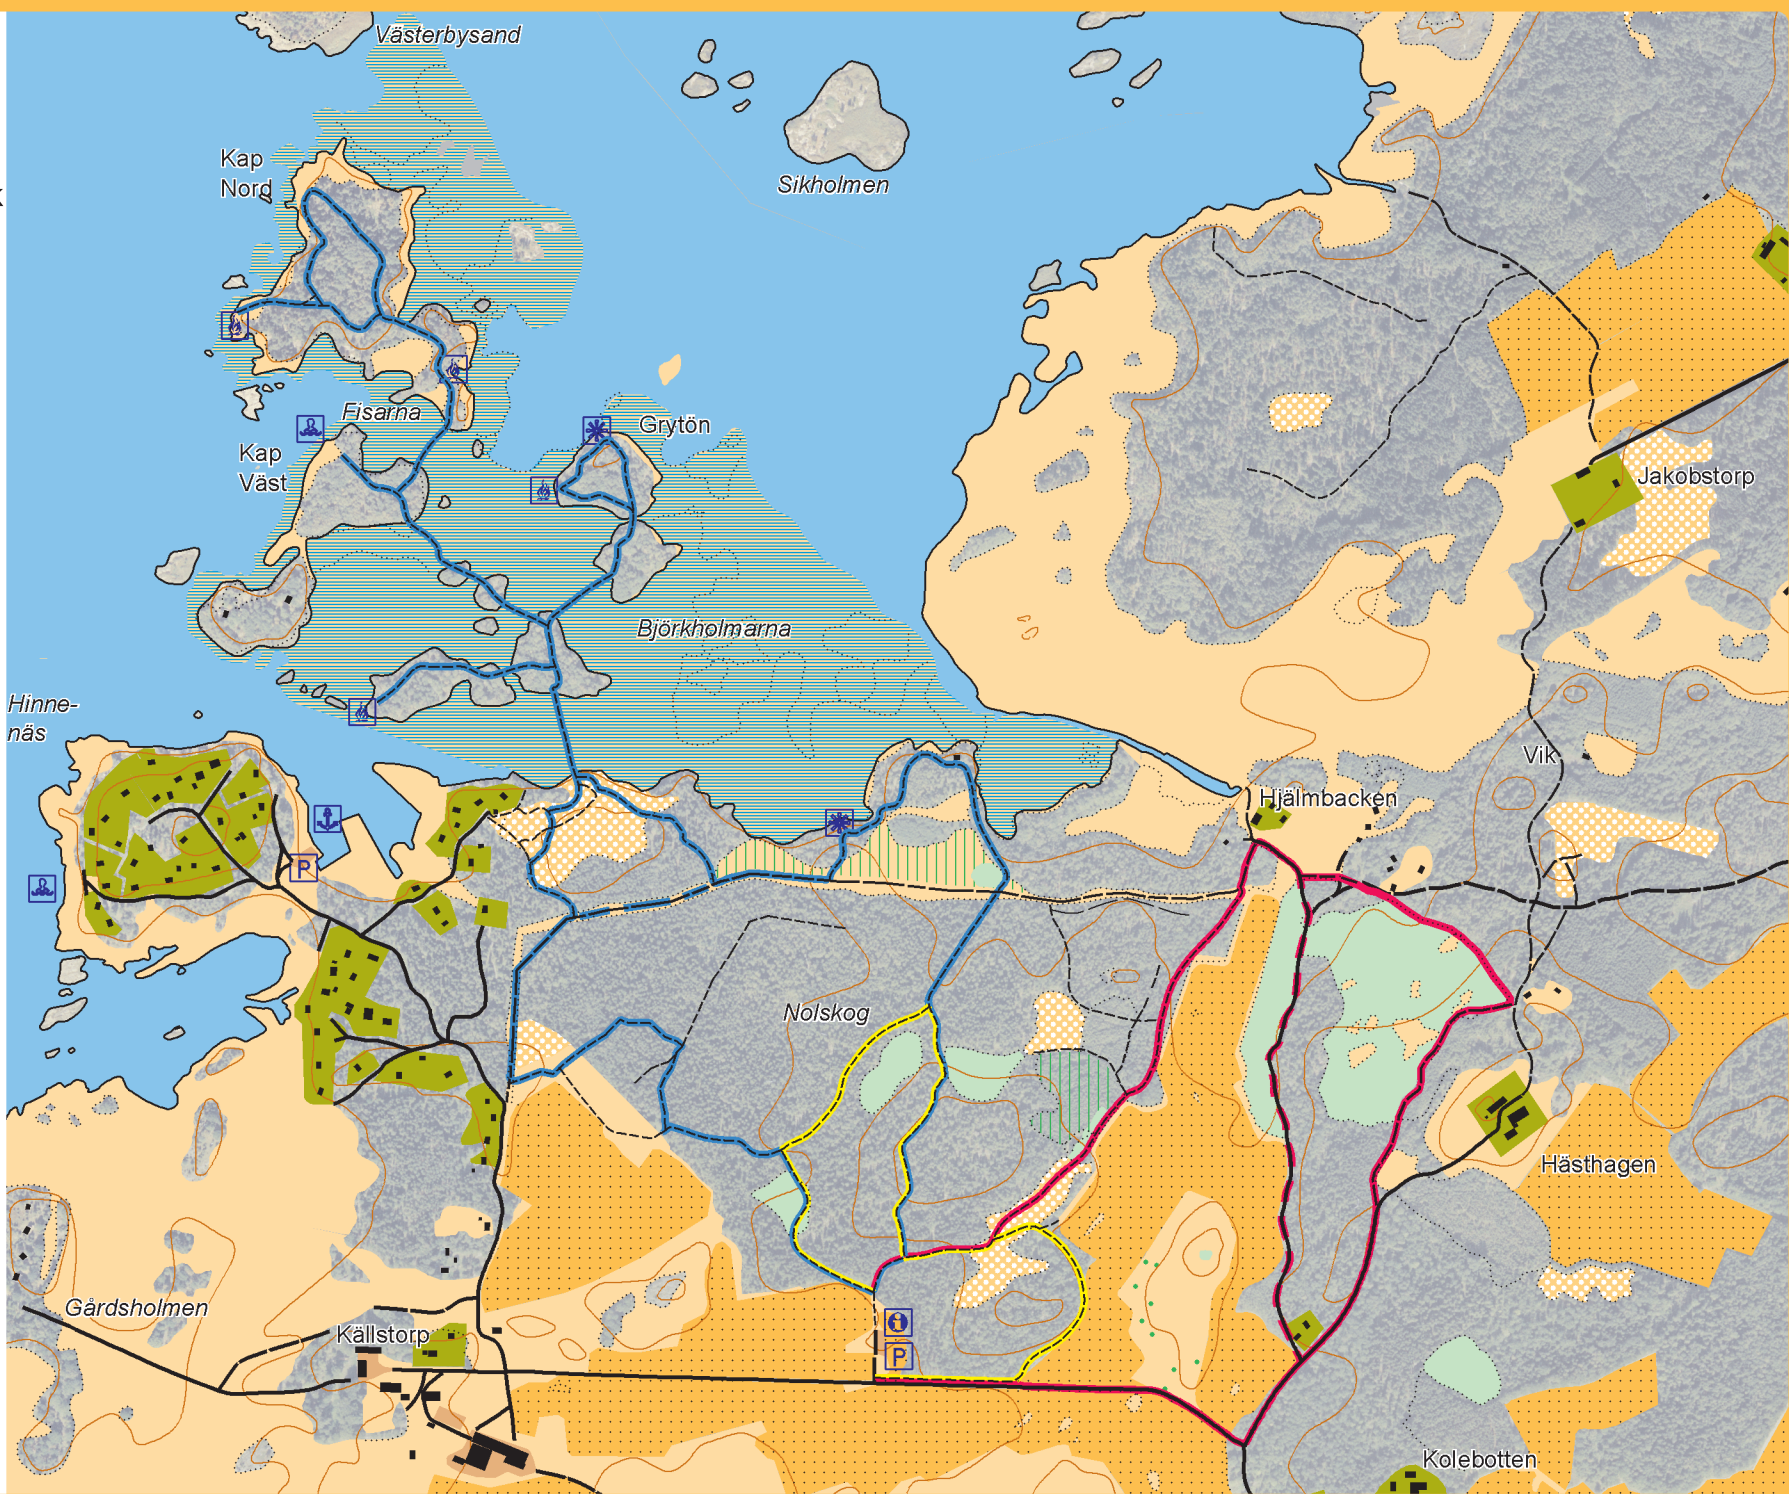 Västerbysand
Kap
Nord
k
Sikholmen
Fisarna
Grytön
Kap
Väst
Jakobstorp
Björkholmarna
Hinne-
näs
Vik
Hjälmbacken
P
Nolskog
Hästhagen
Gårdsholmen
i
Källstorp
P
Kolebotten